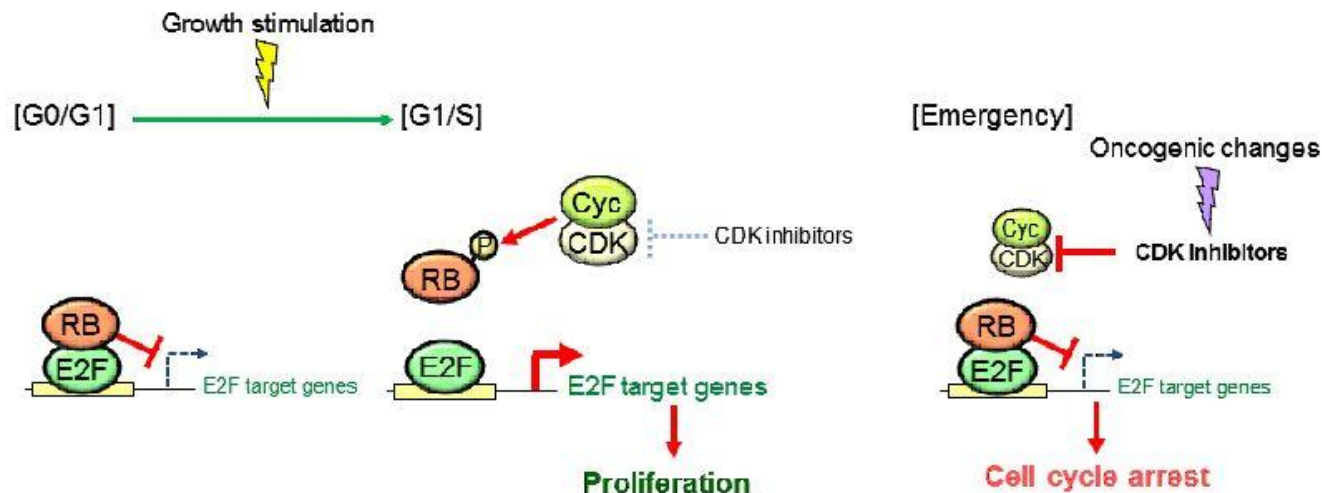 Growth stimulation
[G0/G1]
[G1/S]
Cyc
CDK
CDK inhibitors
P
RB
RB
E2F
E2F target genes
E2F
E2F target genes
Proliferation
[Emergency]
Oncogenic changes
Cyc
CDK
CDK inhibitors
RB
E2F
E2F target genes
Cell cycle arrest